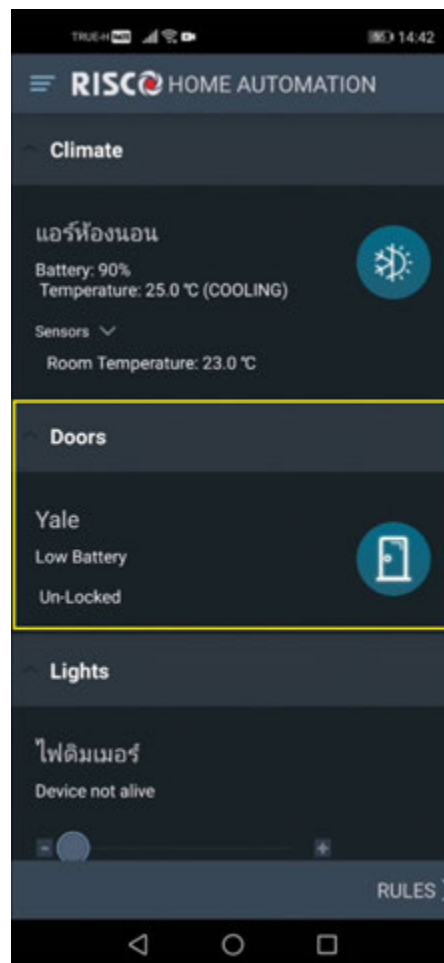 TRUE-H 14:42
RISCO HOME AUTOMATION
Climate
แอร์ห้องนอน
Battery: 90%
Temperature: 25.0 ℃ (COOLING)
Sensors
Room Temperature: 23.0 ℃
Doors
Yale
Low Battery
Un-Locked
Lights
ไฟดิมเมอร์
Device not alive
- +
RULES